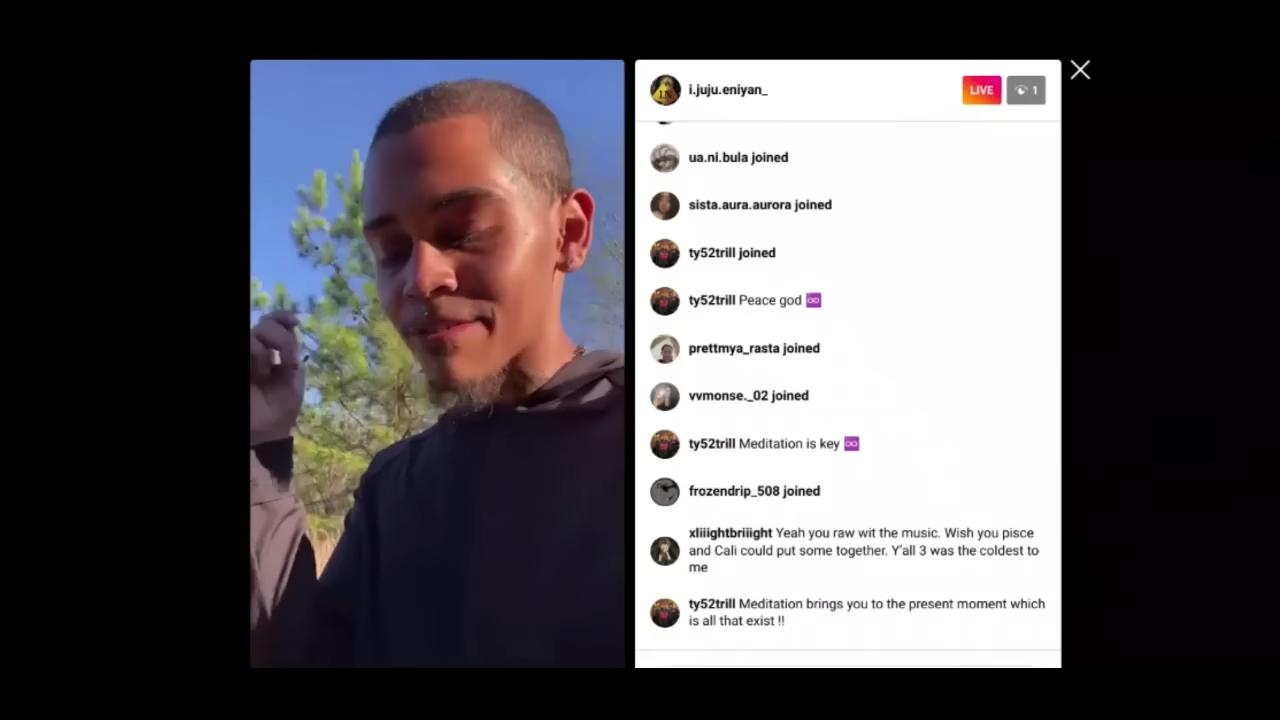 i.juju.eniyan_
LIVE
1
ua.ni.bula joined
sista.aura.aurora joined
ty52trill joined
ty52trill Peace god ♾️
prettmya_rasta joined
vvmonse._02 joined
ty52trill Meditation is key ♾️
frozendrip_508 joined
xliiightbriiight Yeah you raw wit the music. Wish you pisce
and Cali could put some together. Y'all 3 was the coldest to
me
ty52trill Meditation brings you to the present moment which
is all that exist !!